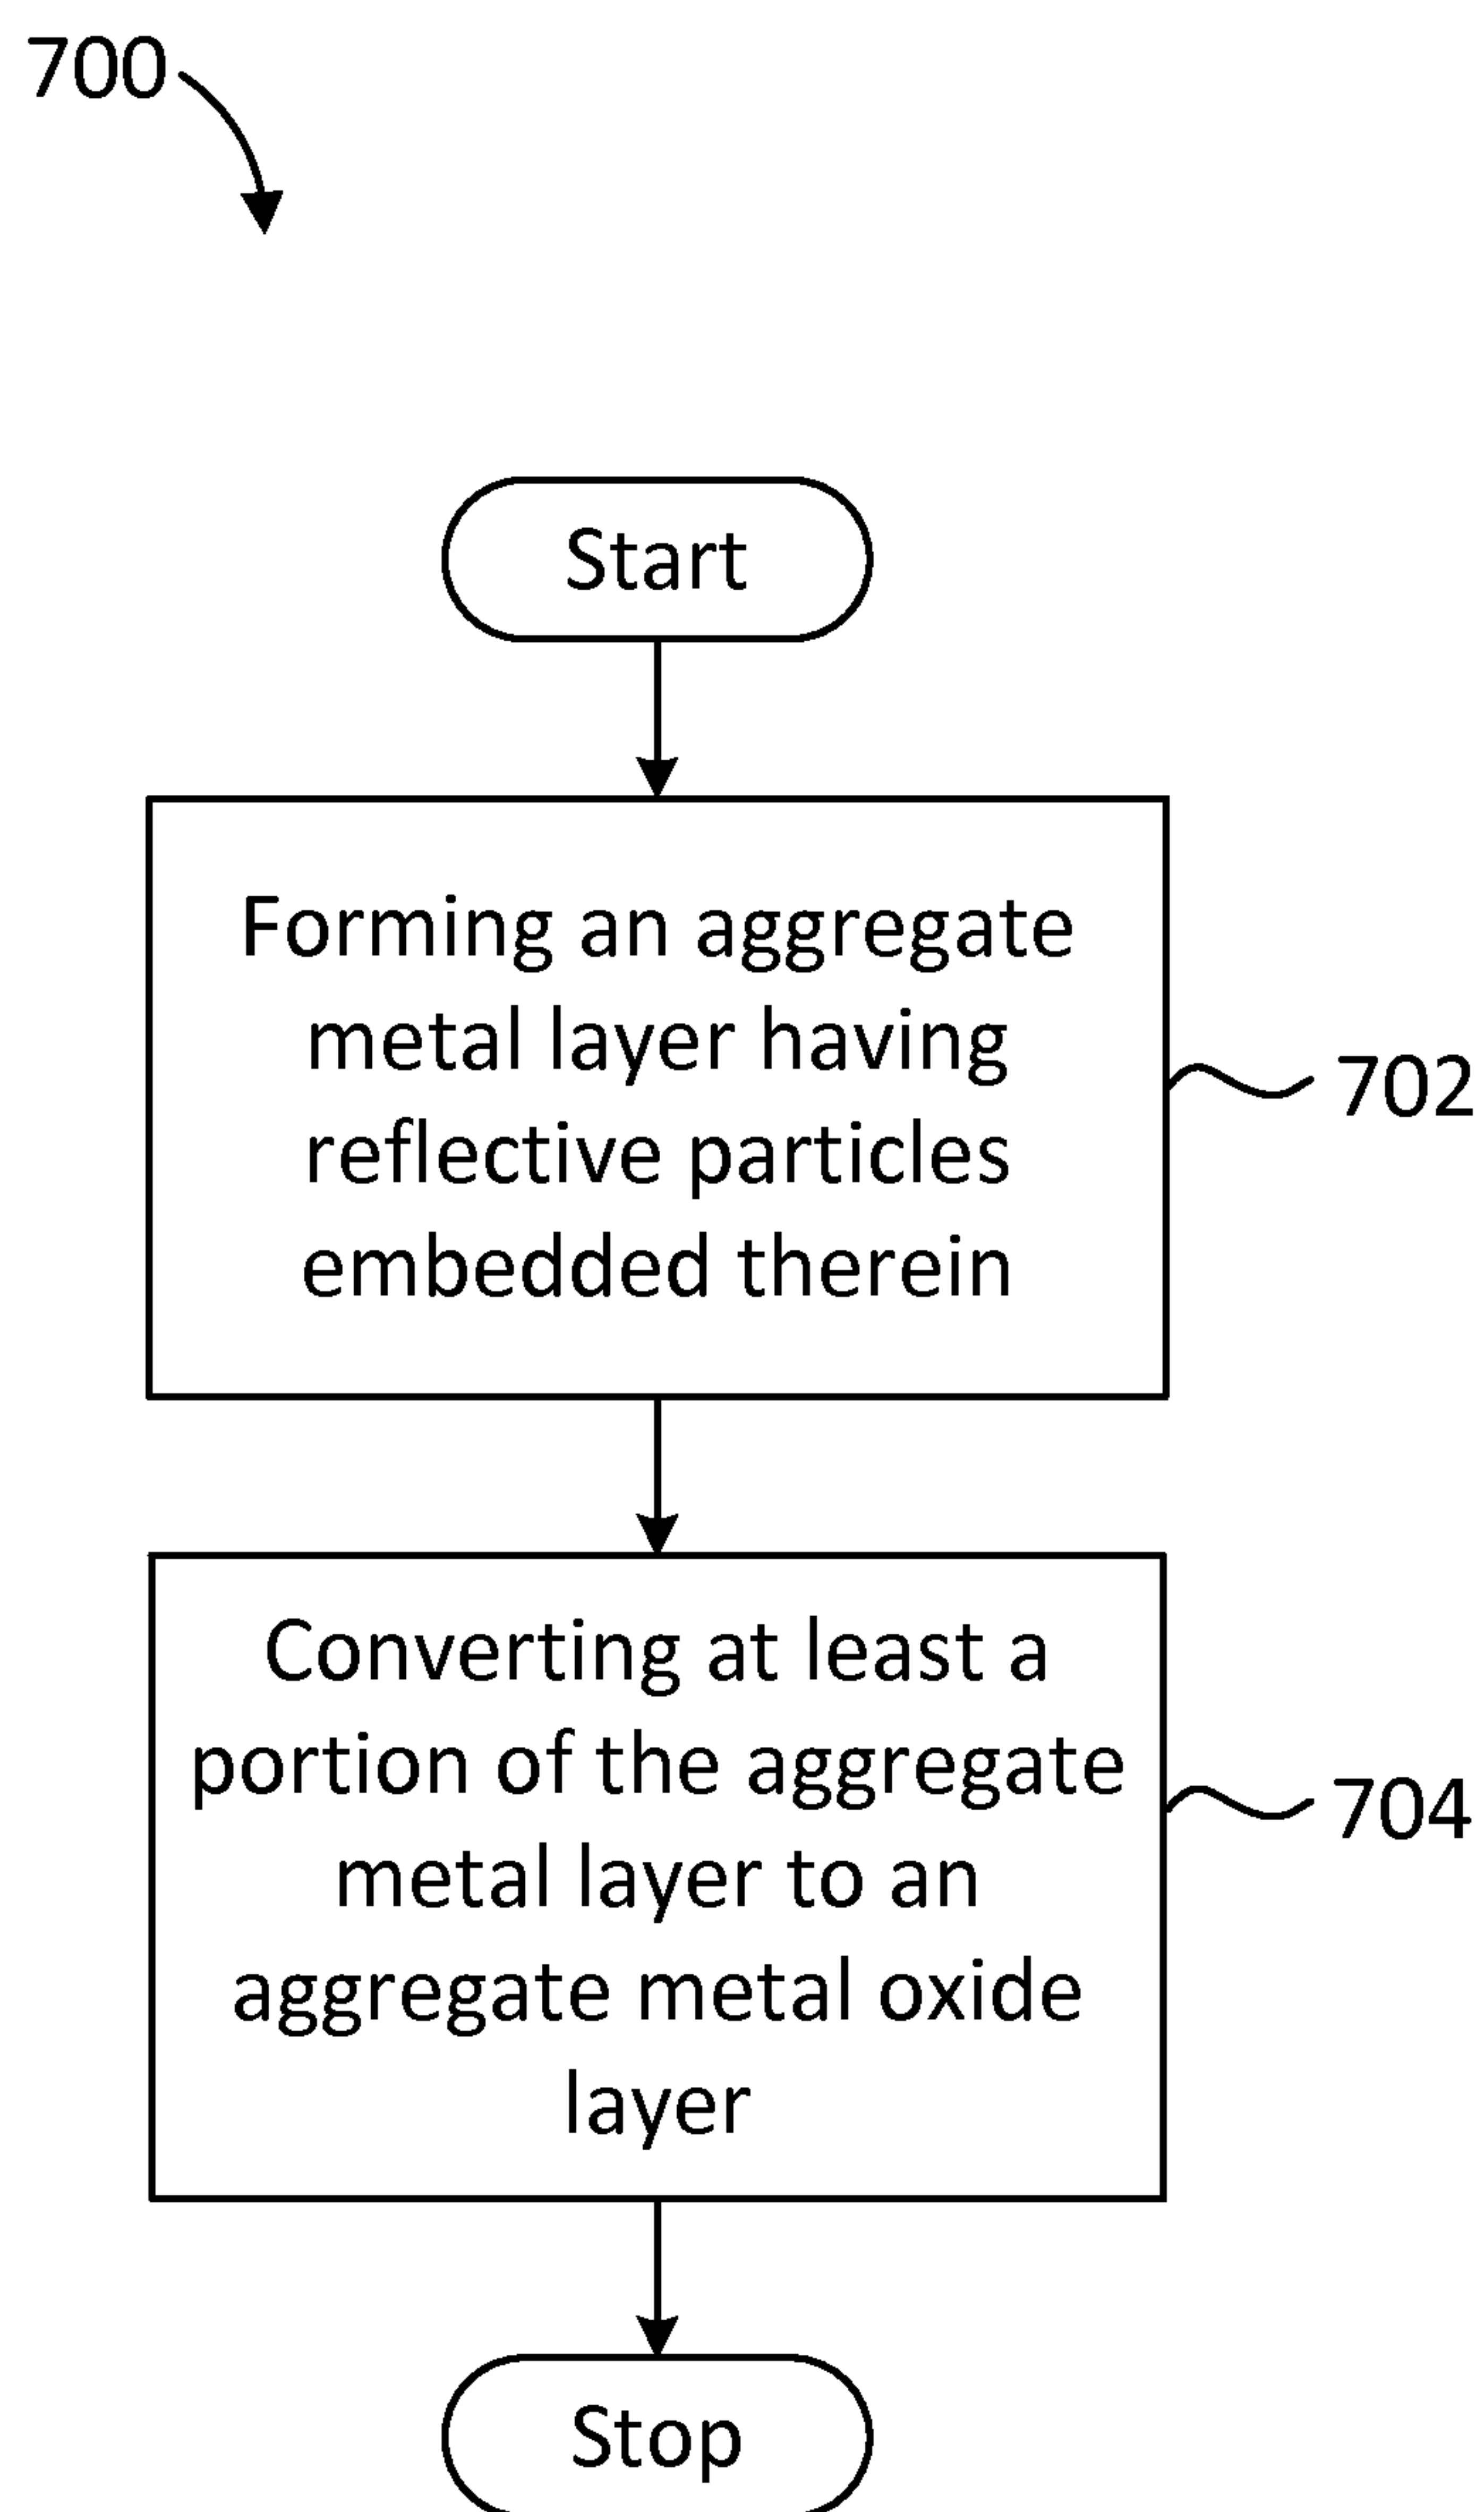 700
Start
Forming an aggregate
metal layer having
reflective particles
embedded therein
702
Converting at least a
portion of the aggregate
metal layer to an
aggregate metal oxide
layer
704
Stop